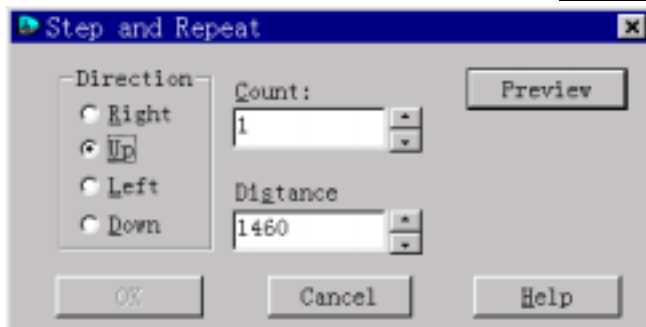 Step and Repeat
Direction
Right
Up
Left
Down
Count:
1
Distance
1460
Preview
OK
Cancel
Help